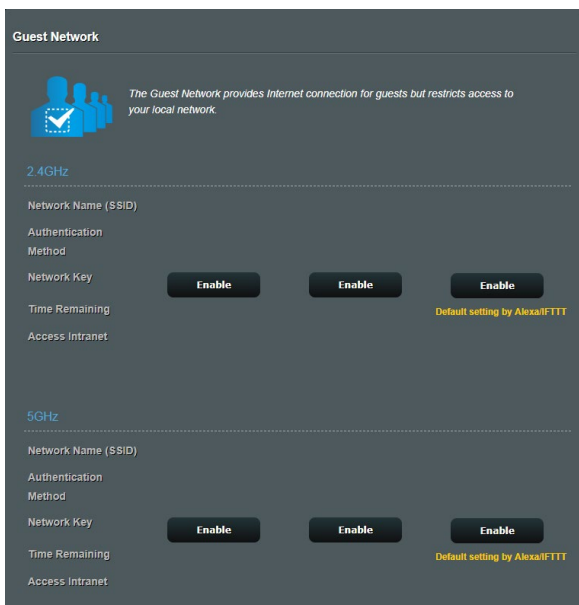 Guest Network
The Guest Network provides Internet connection for guests but restricts access to
your local network.
2.4GHz
Network Name (SSID)
Authentication
Method
Network Key
Enable Enable Enable
Time Remaining
Default setting by Alexa/IFTTT
Access Intranet
5GHz
Network Name (SSID)
Authentication
Method
Network Key
Enable Enable Enable
Time Remaining
Default setting by Alexa/IFTTT
Access Intranet